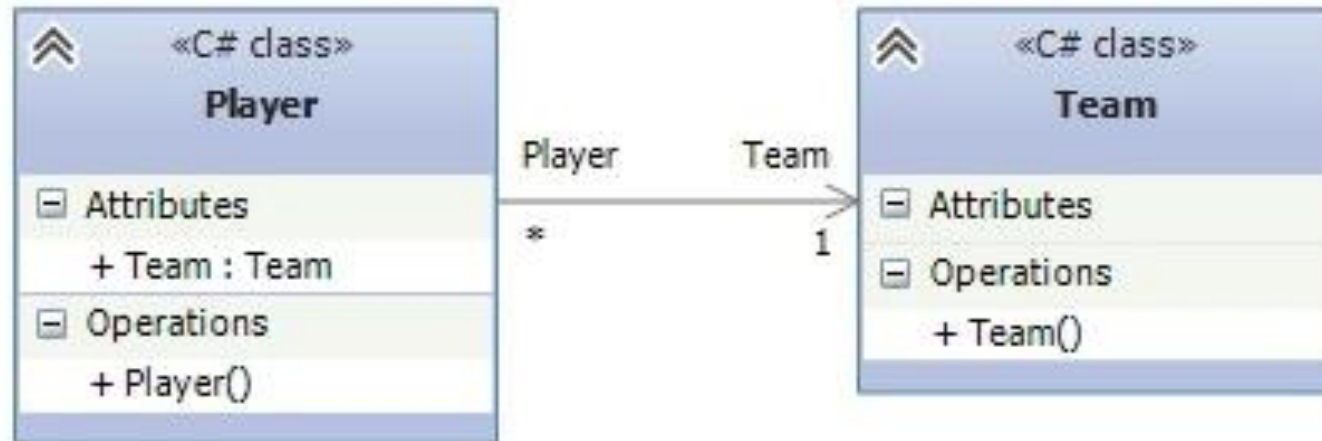 «C# class»
Player
Attributes
+ Team : Team
Operations
+ Player()
Player
Team
*
1
«C# class»
Team
Attributes
Operations
+ Team()